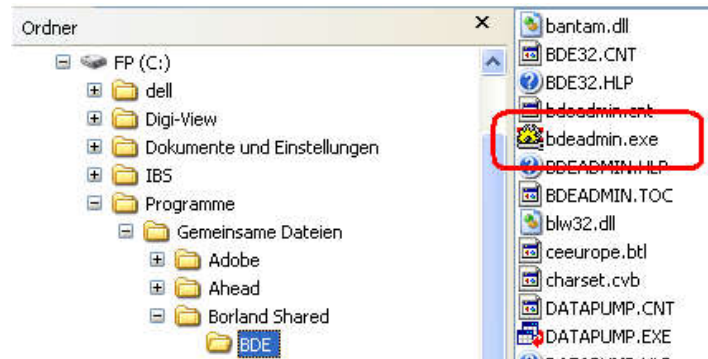 Ordner
FP (C:)
dell
Digi-View
Dokumente und Einstellungen
IBS
Programme
Gemeinsame Dateien
Adobe
Ahead
Borland Shared
BDE
bantam.dll
BDE32.CNT
BDE32.HLP
bdeadmin.cnt
bdeadmin.exe
BDEADMIN.HLP
BDEADMIN.TOC
blw32.dll
ceeurope.btl
charset.cvb
DATAPUMP.CNT
DATAPUMP.EXE